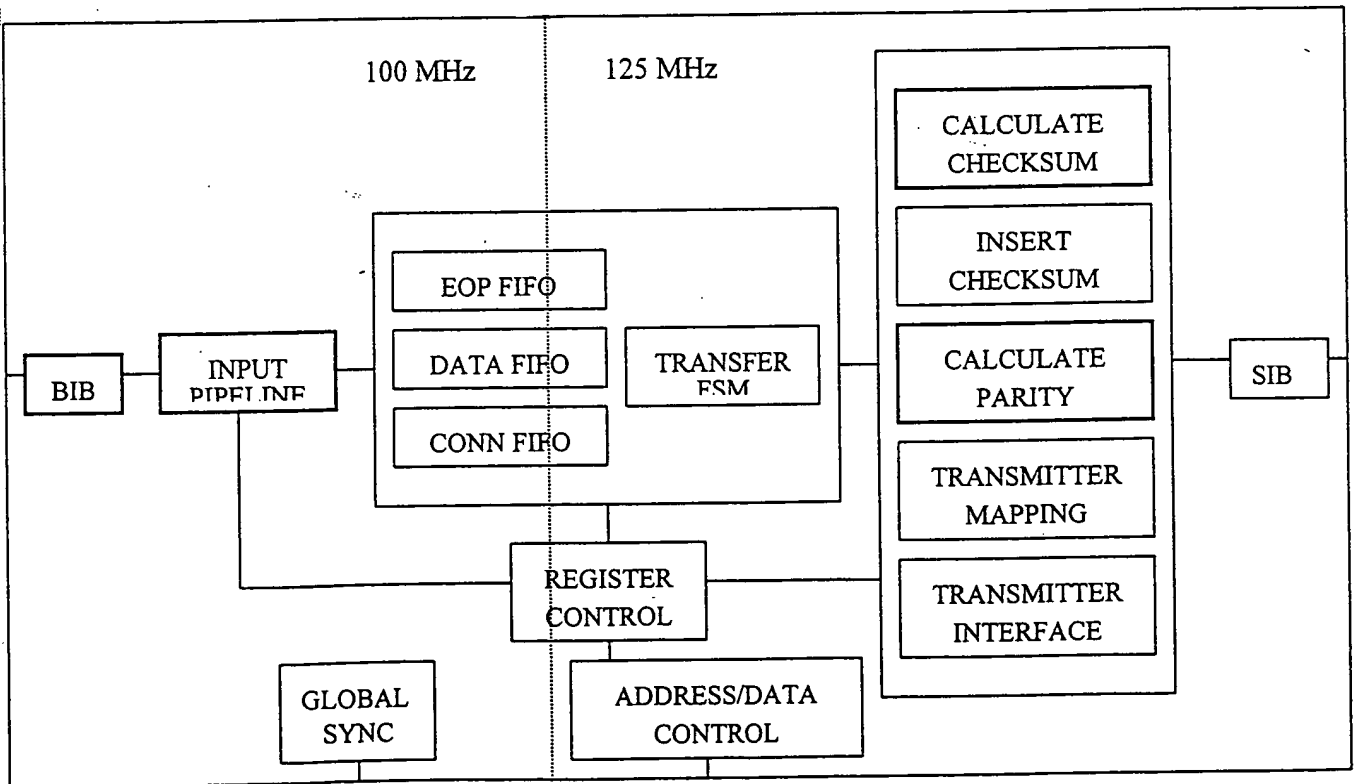 100 MHz
125 MHz
CALCULATE
CHECKSUM
INSERT
CHECKSUM
CALCULATE
PARITY
TRANSMITTER
MAPPING
TRANSMITTER
INTERFACE
EOP FIFO
DATA FIFO
CONN FIFO
TRANSFER
FSM
BIB
INPUT
PIPELINE
SIB
REGISTER
CONTROL
GLOBAL
SYNC
ADDRESS/DATA
CONTROL